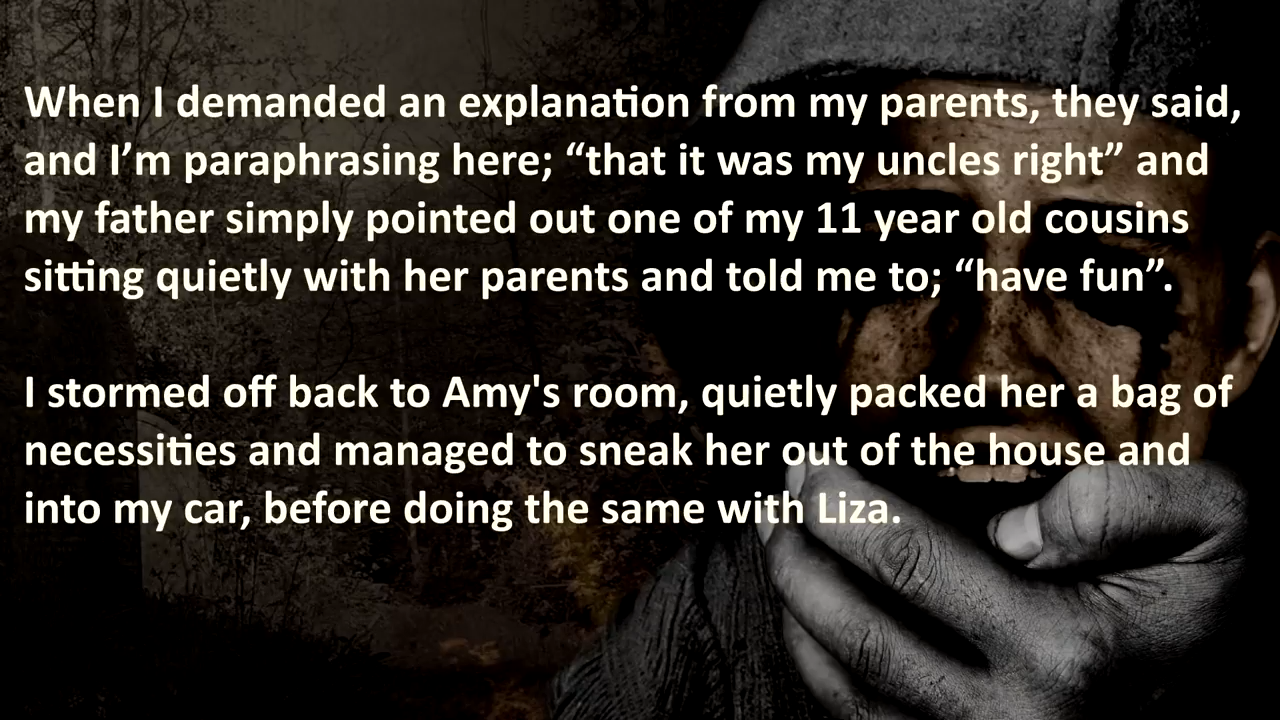 When I demanded an explanation from my parents, they said,
and I’m paraphrasing here; “that it was my uncles right” and
my father simply pointed out one of my 11 year old cousins
sitting quietly with her parents and told me to; “have fun”.
I stormed off back to Amy's room, quietly packed her a bag of
necessities and managed to sneak her out of the house and
into my car, before doing the same with Liza.